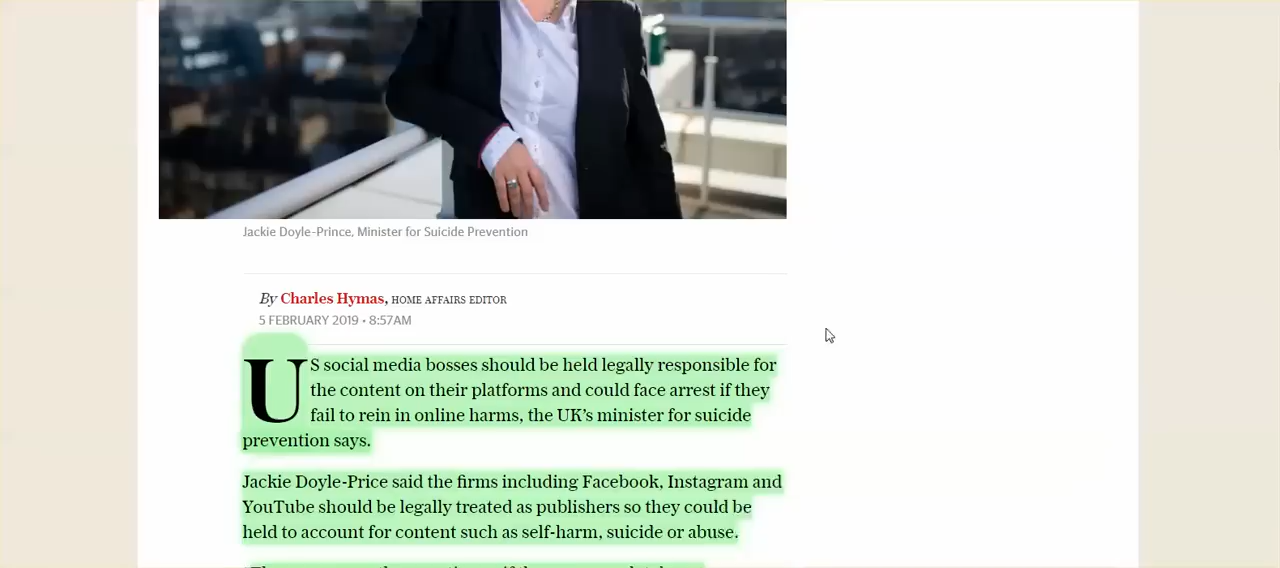 Jackie Doyle-Prince, Minister for Suicide Prevention
By Charles Hymas, HOME AFFAIRS EDITOR
5 FEBRUARY 2019 • 8:57AM
US social media bosses should be held legally responsible for
the content on their platforms and could face arrest if they
fail to rein in online harms, the UK’s minister for suicide
prevention says.
Jackie Doyle-Price said the firms including Facebook, Instagram and
YouTube should be legally treated as publishers so they could be
held to account for content such as self-harm, suicide or abuse.